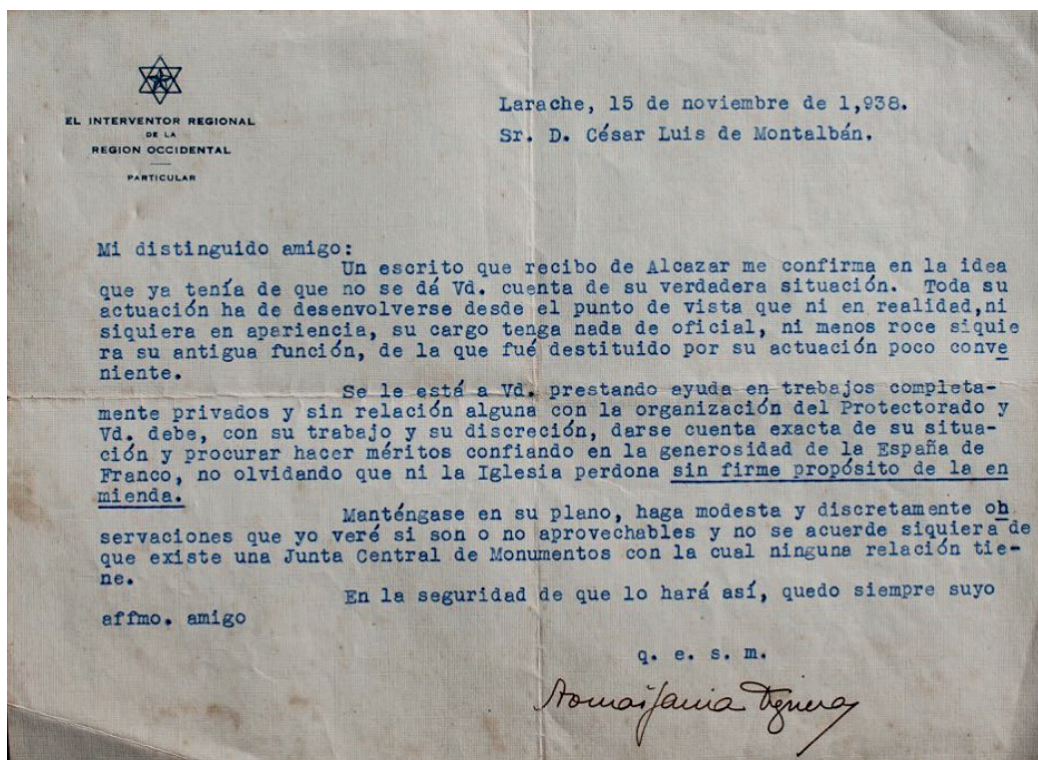 EL INTERVENTOR REGIONAL
DE LA
REGION OCCIDENTAL
PARTICULAR
Larache, 15 de noviembre de 1,938.
Sr. D. César Luis de Montalbán.
Mi distinguido amigo:
Un escrito que recibo de Alcazar me confirma en la idea
que ya tenía de que no se dá Vd. cuenta de su verdadera situación. Toda su
actuación ha de desenvolverse desde el punto de vista que ni en realidad,ni
siquiera en apariencia, su cargo tenga nada de oficial, ni menos roce siquie
ra su antigua función, de la que fué destituido por su actuación poco conve
niente.
Se le está a Vd. prestando ayuda en trabajos completa-
mente privados y sin relación alguna con la organización del Protectorado y
Vd. debe, con su trabajo y su discreción, darse cuenta exacta de su situa-
ción y procurar hacer méritos confiando en la generosidad de la España de
Franco, no olvidando que ni la Iglesia perdona sin firme propósito de la en
mienda.
Manténgase en su plano, haga modesta y discretamente ob
servaciones que yo veré si son o no aprovechables y no se acuerde siquiera de
que existe una Junta Central de Monumentos con la cual ninguna relación tie-
ne.
En la seguridad de que lo hará así, quedo siempre suyo
affmo. amigo
q. e. s. m.